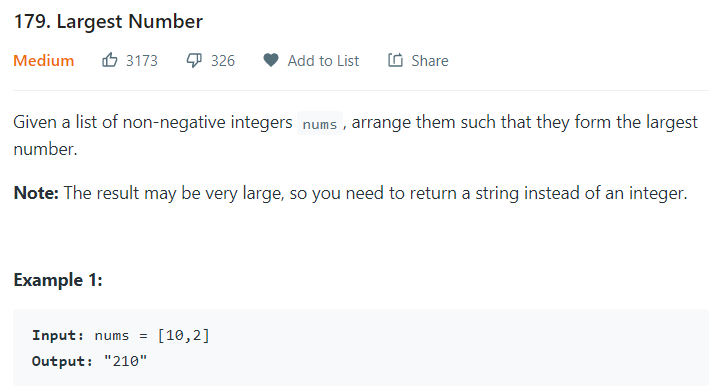 179. Largest Number
Medium 3173 326 Add to List Share
Given a list of non-negative integers nums , arrange them such that they form the largest
number.
Note: The result may be very large, so you need to return a string instead of an integer.
Example 1:
Input: nums = [10,2]
Output: "210"